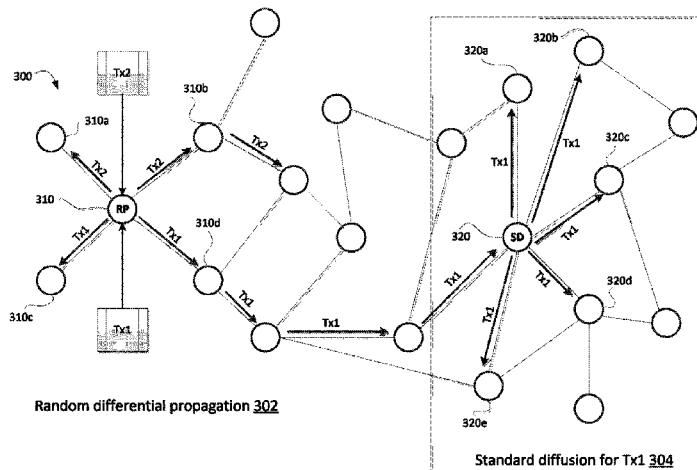 320b
320a
Tx2
300
310b
310a
Tx1
Tx1
320c
Tx2
Tx2
Tx2
310
RP
310d
320
SD
Tx1
Tx1
Tx1
Tx1
Tx1
320d
310c
Tx1
Tx1
Tx1
Tx1
320e
Random differential propagation 302
Standard diffusion for Tx1 304